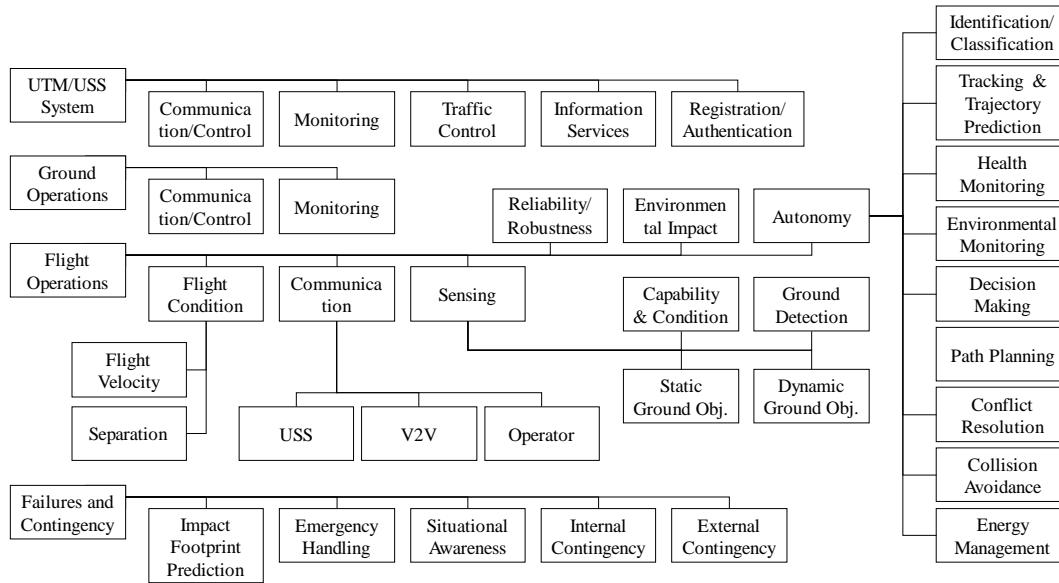 UTM/USS
System
Communica
tion/Control
Monitoring
Traffic
Control
Information
Services
Registration/
Authentication
Ground
Operations
Communica
tion/Control
Monitoring
Reliability/
Robustness
Environmen
tal Impact
Autonomy
Flight
Operations
Flight
Condition
Communica
tion
Sensing
Capability
& Condition
Ground
Detection
Flight
Velocity
Separation
USS
V2V
Operator
Static
Ground Obj.
Dynamic
Ground Obj.
Failures and
Contingency
Impact
Footprint
Prediction
Emergency
Handling
Situational
Awareness
Internal
Contingency
External
Contingency
Identification/
Classification
Tracking &
Trajectory
Prediction
Health
Monitoring
Environmental
Monitoring
Decision
Making
Path Planning
Conflict
Resolution
Collision
Avoidance
Energy
Management